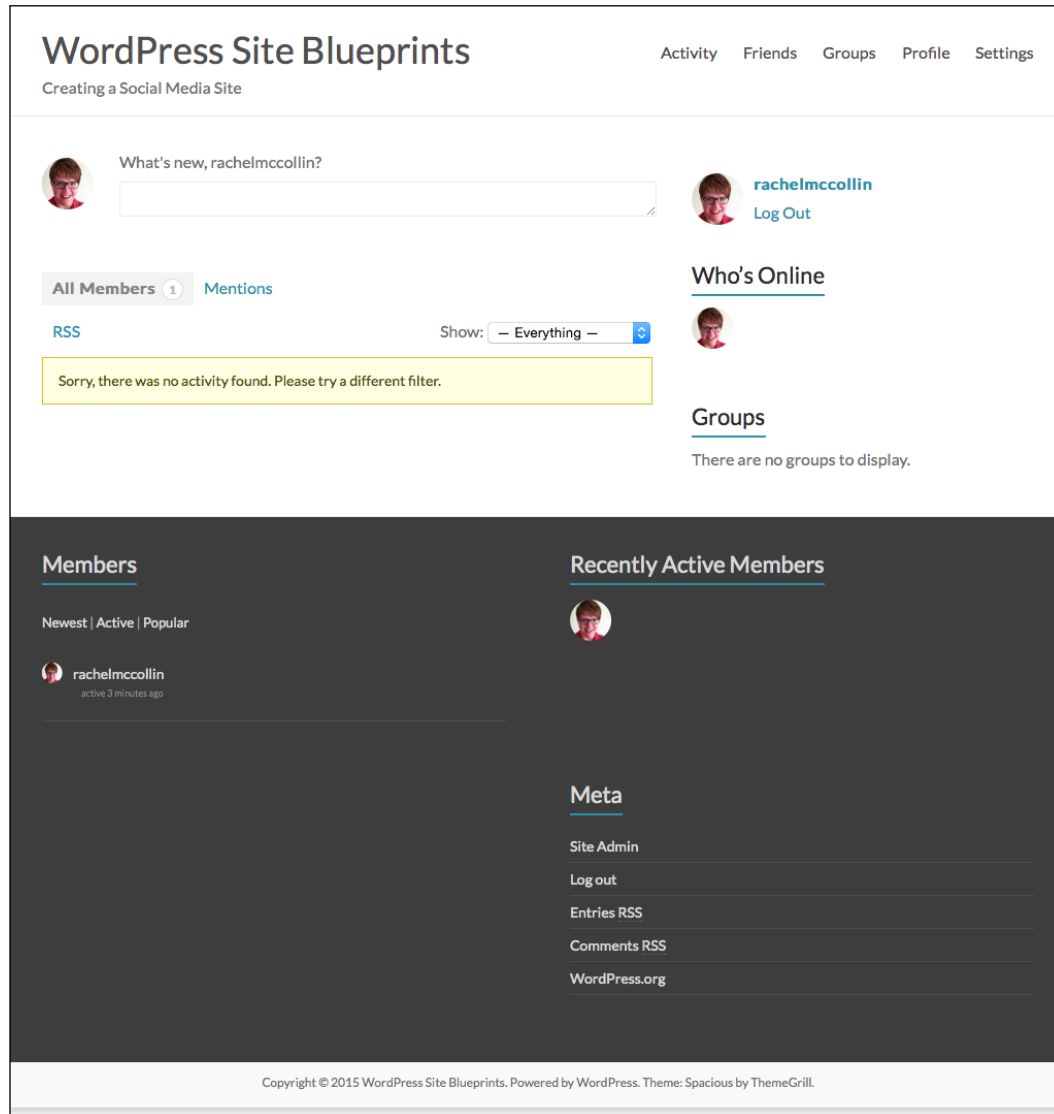 WordPress Site Blueprints
Creating a Social Media Site
Activity Friends Groups Profile Settings
What's new, rachelmccollin?
All Members 1 Mentions
RSS
Show: — Everything —
Sorry, there was no activity found. Please try a different filter.
rachelmccollin
Log Out
Who's Online
Groups
There are no groups to display.
Members
Newest | Active | Popular
rachelmccollin
active 3 minutes ago
Recently Active Members
Meta
Site Admin
Log out
Entries RSS
Comments RSS
WordPress.org
Copyright © 2015 WordPress Site Blueprints. Powered by WordPress. Theme: Spacious by ThemeGrill.